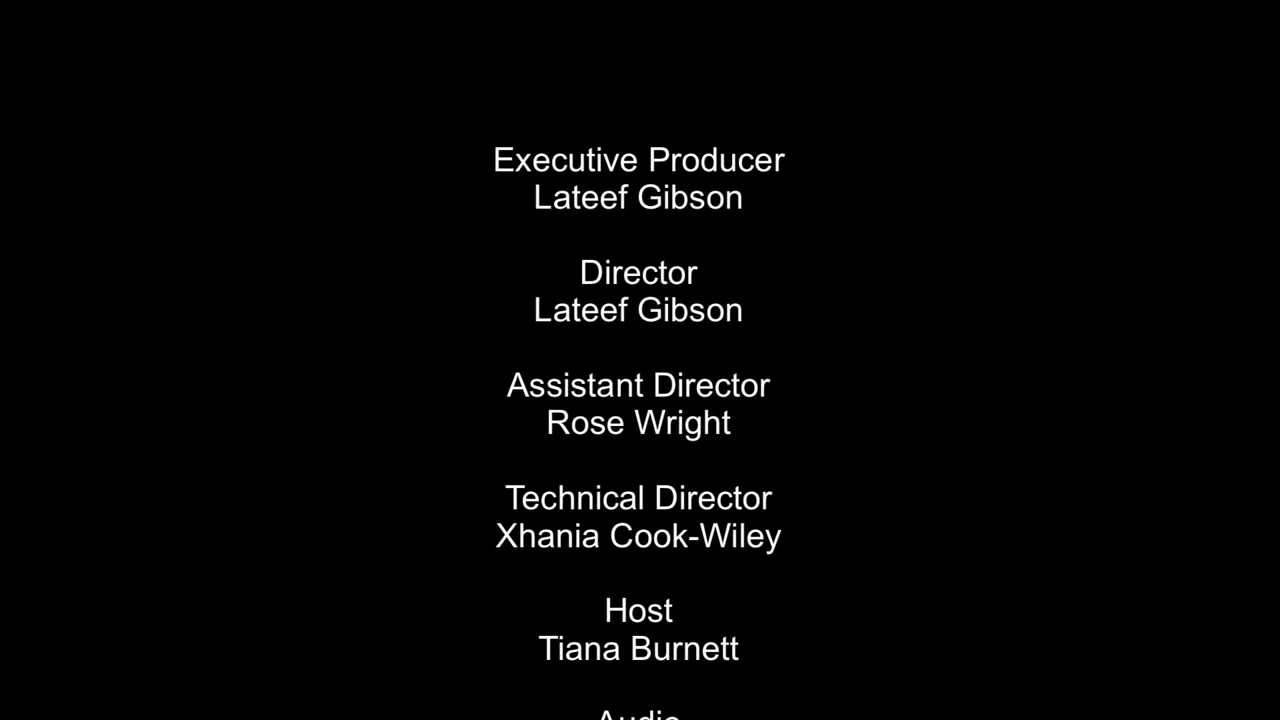 Executive Producer
Lateef Gibson
Director
Lateef Gibson
Assistant Director
Rose Wright
Technical Director
Xhania Cook-Wiley
Host
Tiana Burnett
Audio